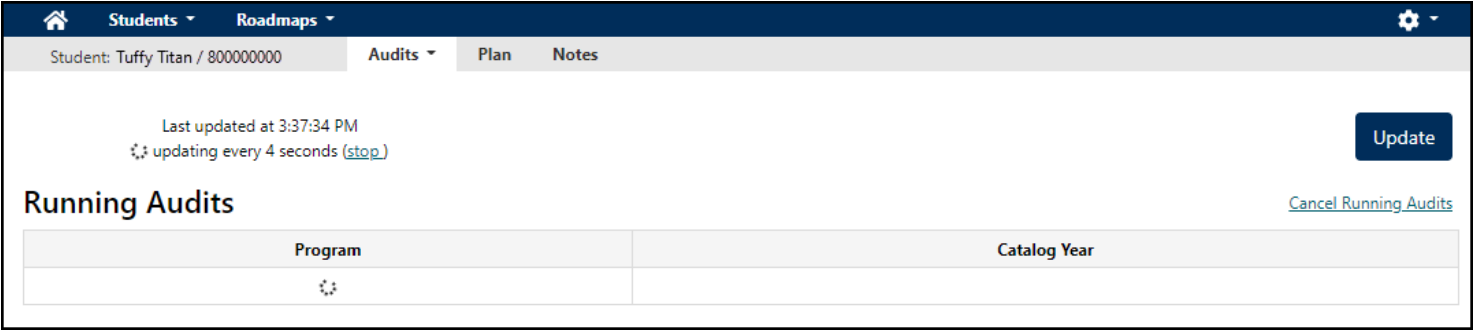 Students Roadmaps
Student: Tuffy Titan / 800000000 Audits Plan Notes
Last updated at 3:37:34 PM
updating every 4 seconds (stop )
Update
Running Audits
Cancel Running Audits
Program Catalog Year